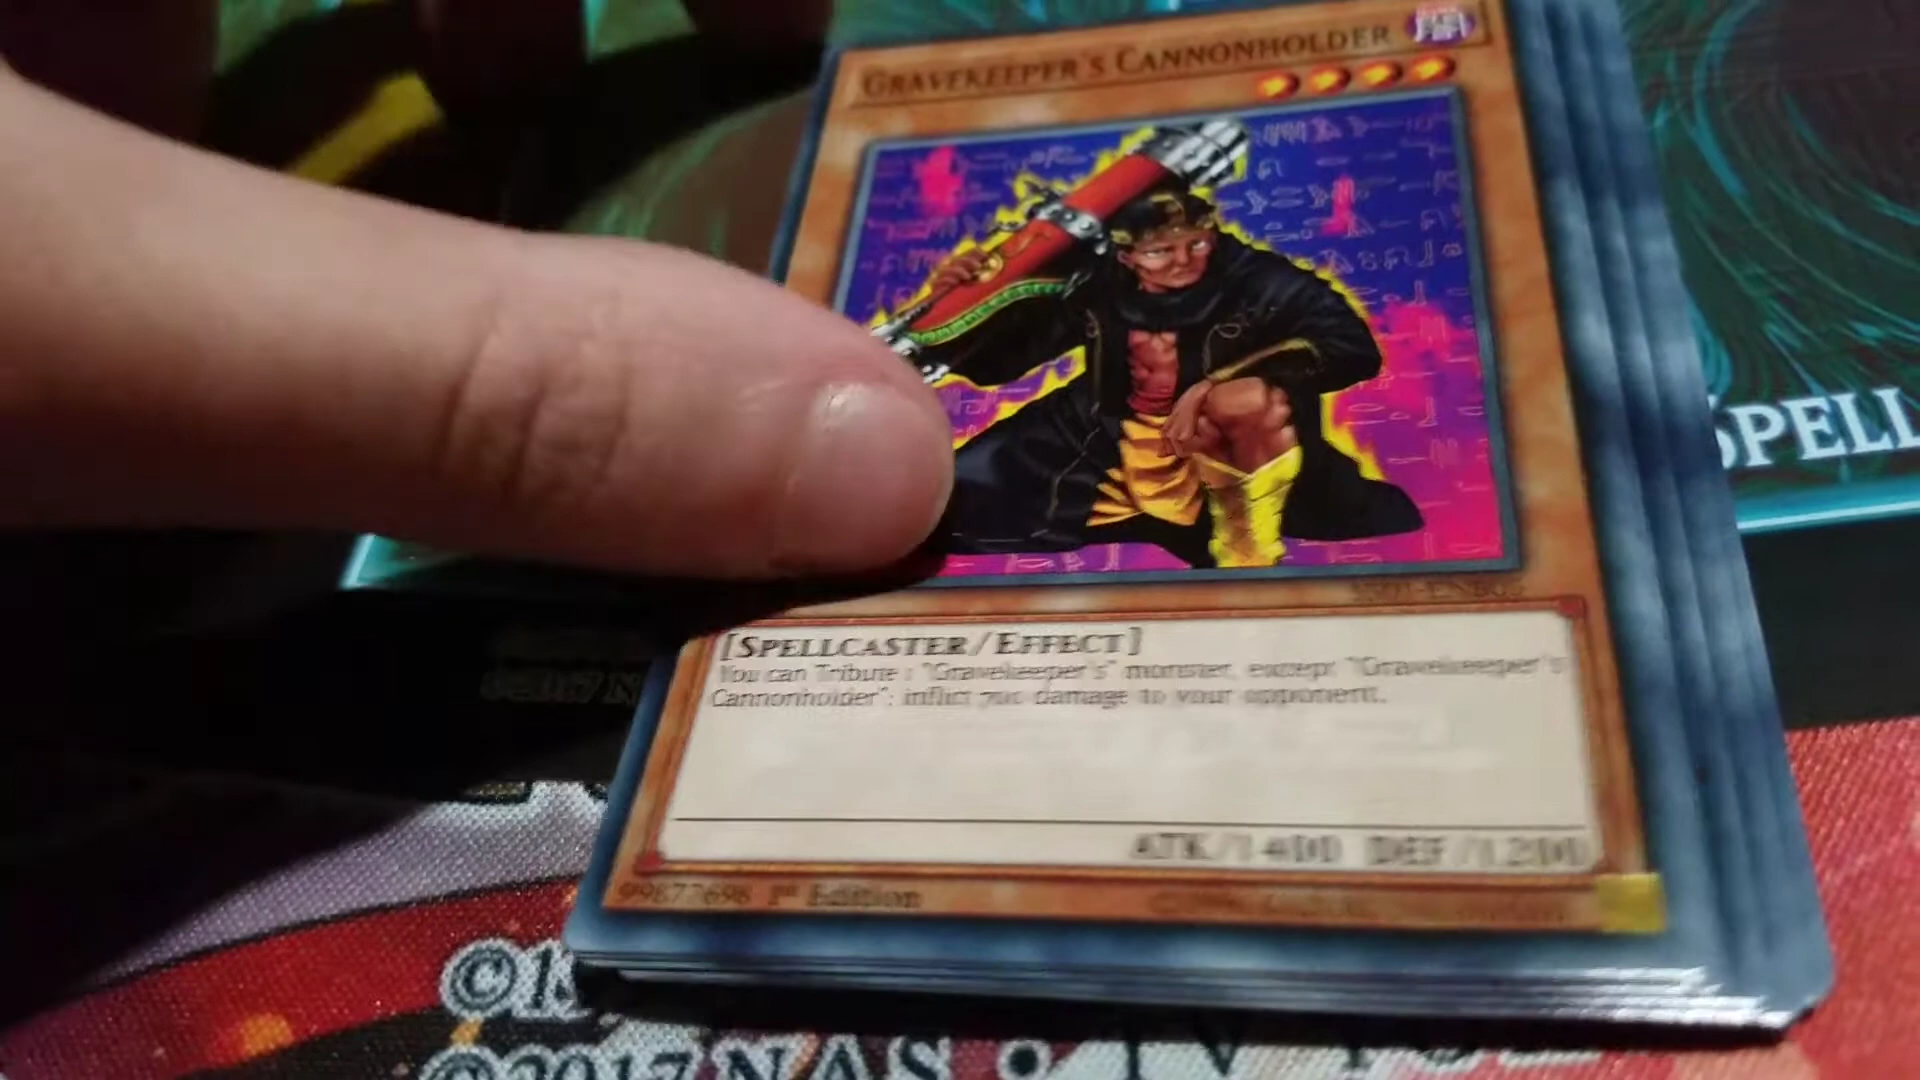 GRAVEKEEPER'S CANNONHOLDER
SPELL
[SPELLCASTER/EFFECT]
You can Tribute 1 "Gravekeeper's" monster, except "Gravekeeper's
Cannonholder"; inflict 700 damage to your opponent.
ATK/1400 DEF/1200
1st Edition
©2017 NAS • TV